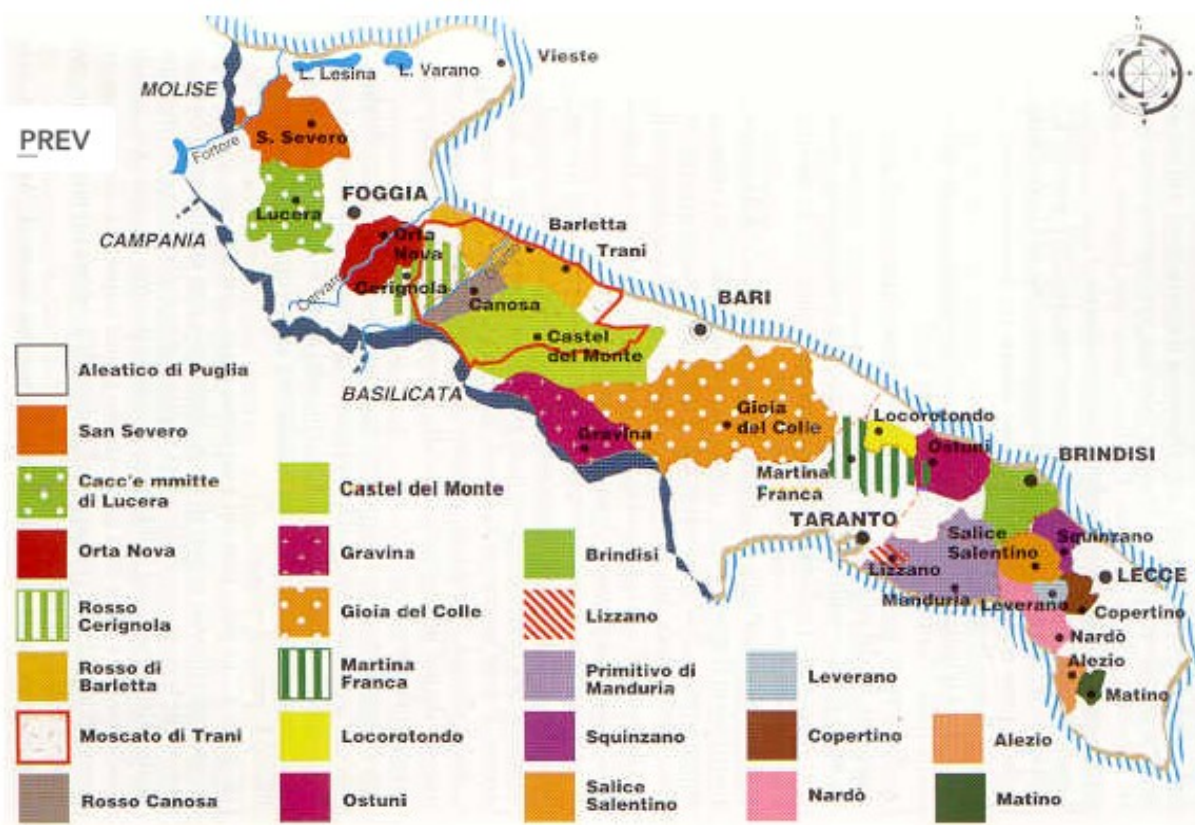 Vieste
L. Lesina
L. Varano
MOLISE
PREV
S. Severo
Fortore
FOGGIA
Lucera
CAMPANIA
Orta
Nova
Barletta
Trani
Cervaro
Cerignola
Canosa
BARI
Castel
del Monte
BASILICATA
Gioia
del Colle
Gravina
Locorotondo
Ostuni
BRINDISI
Martina
Franca
TARANTO
Salice
Salentino
Squinzano
Lizzano
LECCE
Manduria
Leverano
Copertino
Nardò
Alezio
Matino
Aleatico di Puglia
San Severo
Cacc'e mmitte
di Lucera
Orta Nova
Rosso
Cerignola
Rosso di
Barletta
Moscato di Trani
Rosso Canosa
Castel del Monte
Gravina
Gioia del Colle
Martina
Franca
Locorotondo
Ostuni
Brindisi
Lizzano
Primitivo di
Manduria
Squinzano
Salice
Salentino
Leverano
Copertino
Nardò
Alezio
Matino